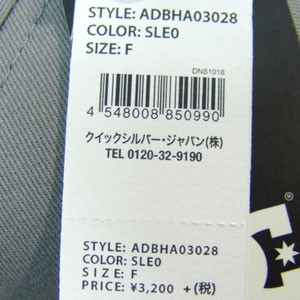 STYLE: ADBHA03028
COLOR: SLE0
SIZE: F
DNS1018
4 548008 850990
クイックシルバー・ジャパン(株)
TEL 0120-32-9190
STYLE: ADBHA03028
COLOR: SLE0
SIZE: F
PRICE: ¥3,200 +(税)